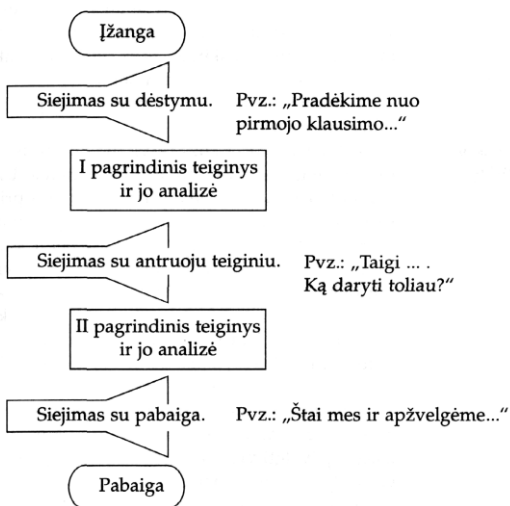 Įžanga
Siejimas su dėstymu. Pvz.: „Pradėkime nuo
pirmojo klausimo...“
I pagrindinis teiginys
ir jo analizė
Siejimas su antruoju teiginiu. Pvz.: „Taigi ... .
Ką daryti toliau?“
II pagrindinis teiginys
ir jo analizė
Siejimas su pabaiga. Pvz.: „Štai mes ir apžvelgėme...“
Pabaiga